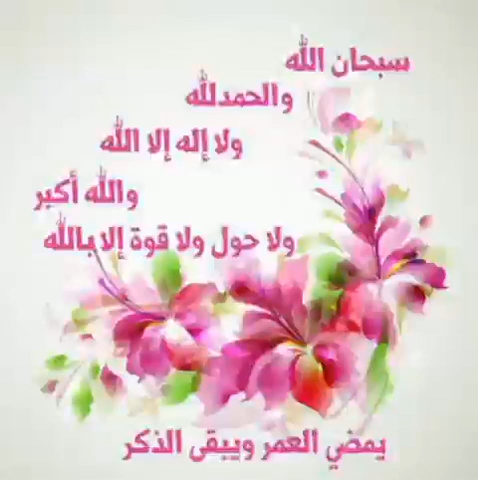 سبحان الله
والحمدلله
ولا إله إلا الله
والله أكبر
ولا حول ولا قوة إلا بالله
يمضي العمر ويبقى الذكر